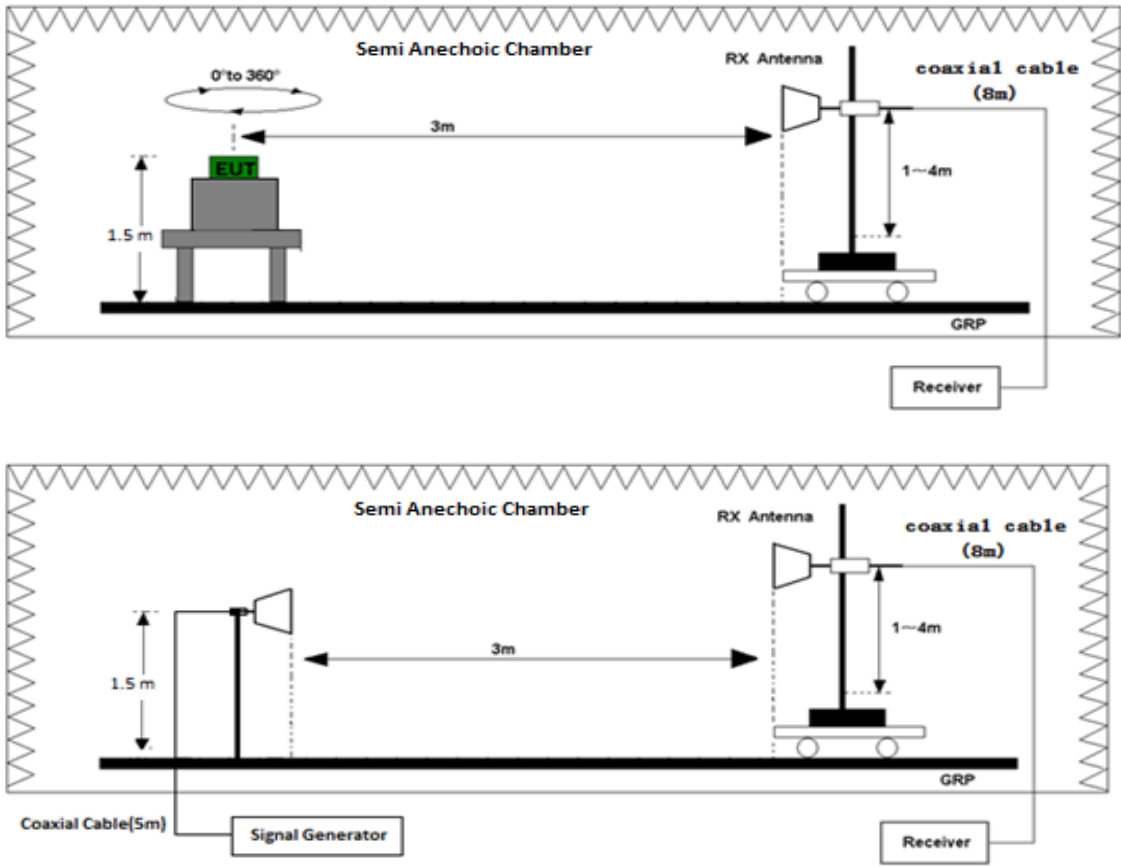 Semi Anechoic Chamber
RX Antenna
coaxial cable
(8m)
0°to 360°
3m
EUT
1～4m
1.5 m
GRP
Receiver
Semi Anechoic Chamber
RX Antenna
coaxial cable
(8m)
1～4m
3m
1.5 m
GRP
Coaxial Cable(5m)
Signal Generator
Receiver